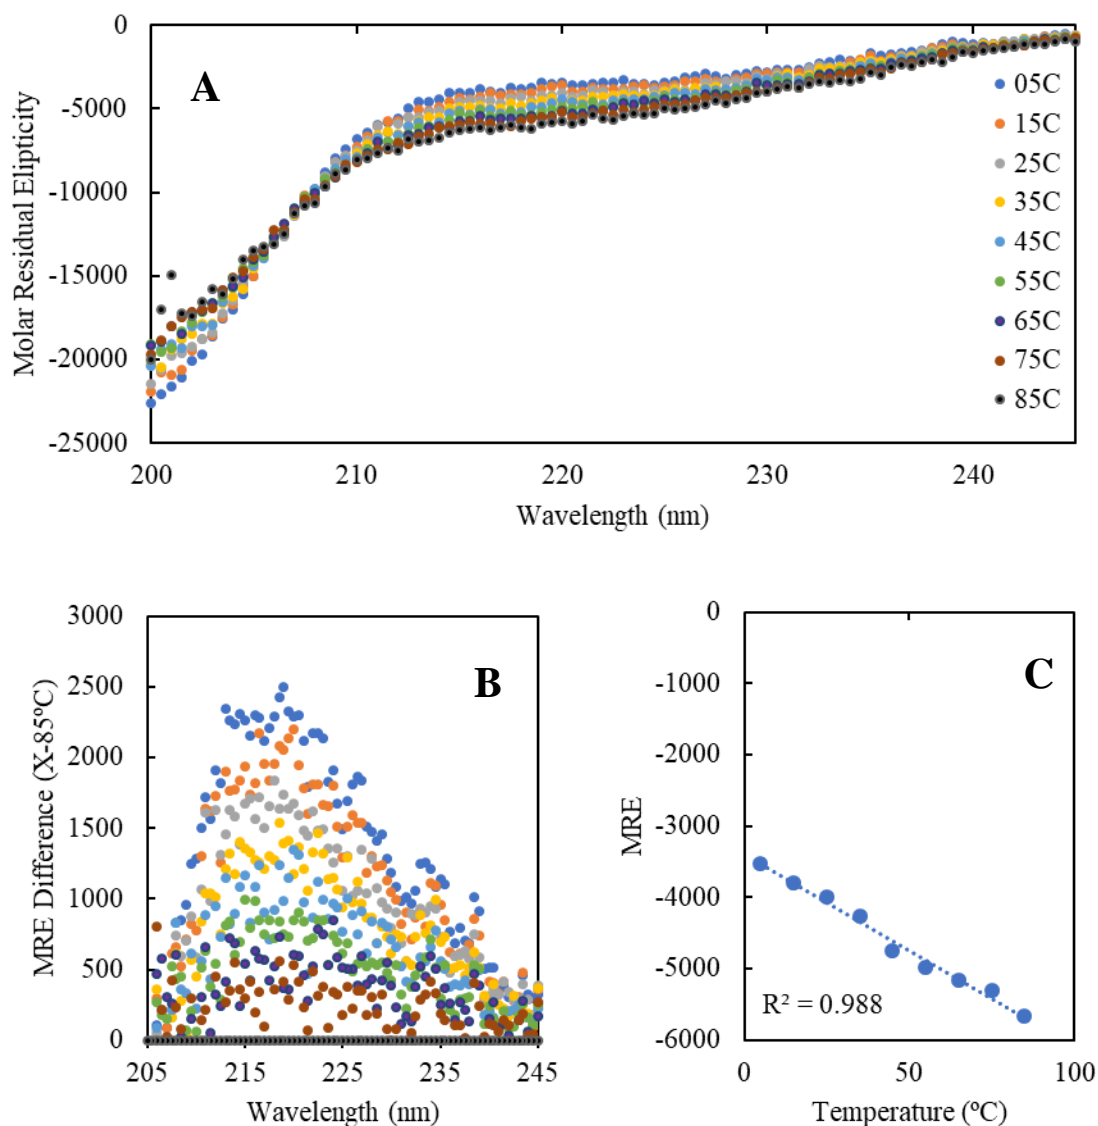 A
0
-5000
-10000
-15000
-20000
-25000
Molar Residual Elipticity
200
210
220
230
240
Wavelength (nm)
05C
15C
25C
35C
45C
55C
65C
75C
85C
B
3000
2500
2000
1500
1000
500
0
MRE Difference (X-85ºC)
205
215
225
235
245
Wavelength (nm)
C
0
-1000
-2000
-3000
-4000
-5000
-6000
MRE
R² = 0.988
0
50
100
Temperature (ºC)